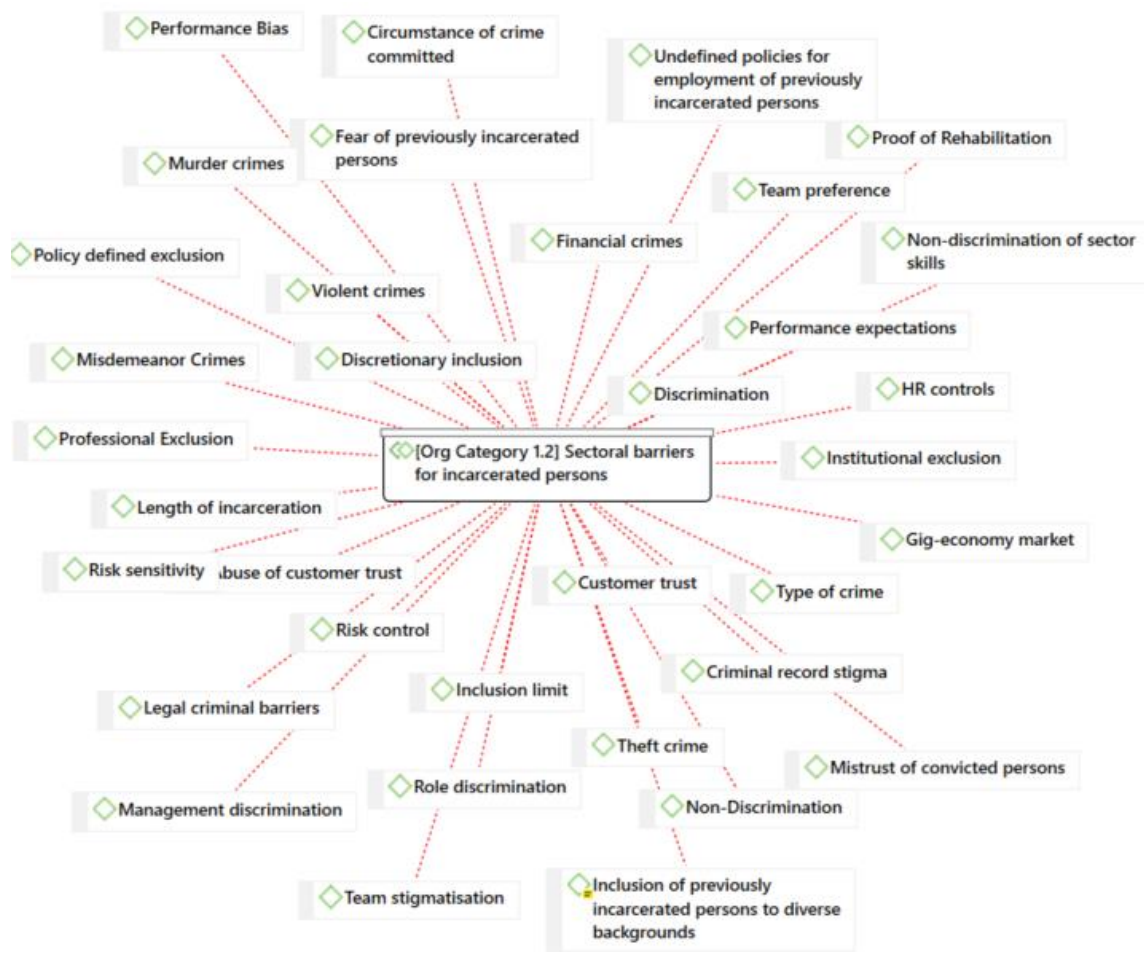 Performance Bias
Circumstance of crime
committed
Undefined policies for
employment of previously
incarcerated persons
Fear of previously incarcerated
persons
Proof of Rehabilitation
Murder crimes
Team preference
Financial crimes
Non-discrimination of sector
skills
Policy defined exclusion
Violent crimes
Performance expectations
Misdemeanor Crimes
Discretionary inclusion
Discrimination
HR controls
Professional Exclusion
[Org Category 1.2] Sectoral barriers
for incarcerated persons
Institutional exclusion
Length of incarceration
Gig-economy market
Risk sensitivity
of customer trust
Customer trust
Type of crime
Risk control
Criminal record stigma
Inclusion limit
Legal criminal barriers
Theft crime
Mistrust of convicted persons
Role discrimination
Management discrimination
Non-Discrimination
Team stigmatisation
Inclusion of previously
incarcerated persons to diverse
backgrounds